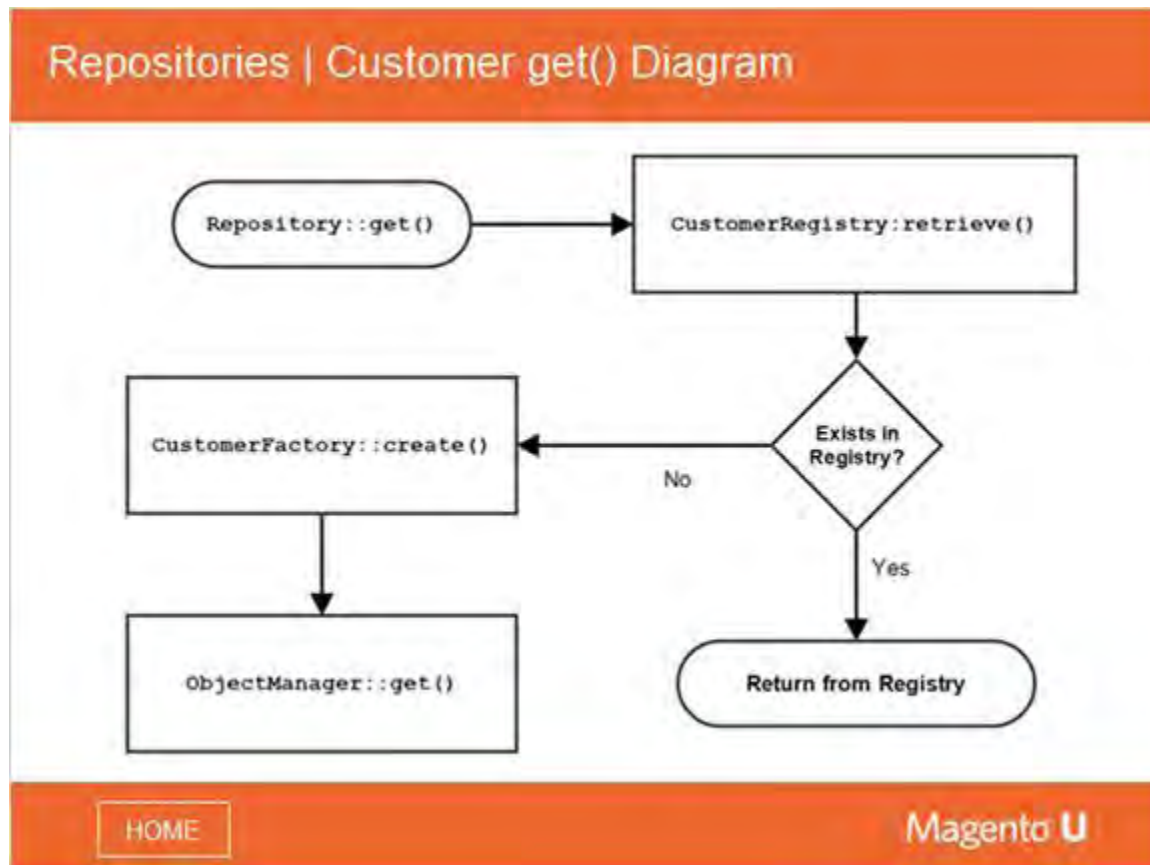 Repositories | Customer get() Diagram
Repository::get()
CustomerRegistry:retrieve()
Exists in
Registry?
No
CustomerFactory::create()
Yes
ObjectManager::get()
Return from Registry
HOME
Magento U